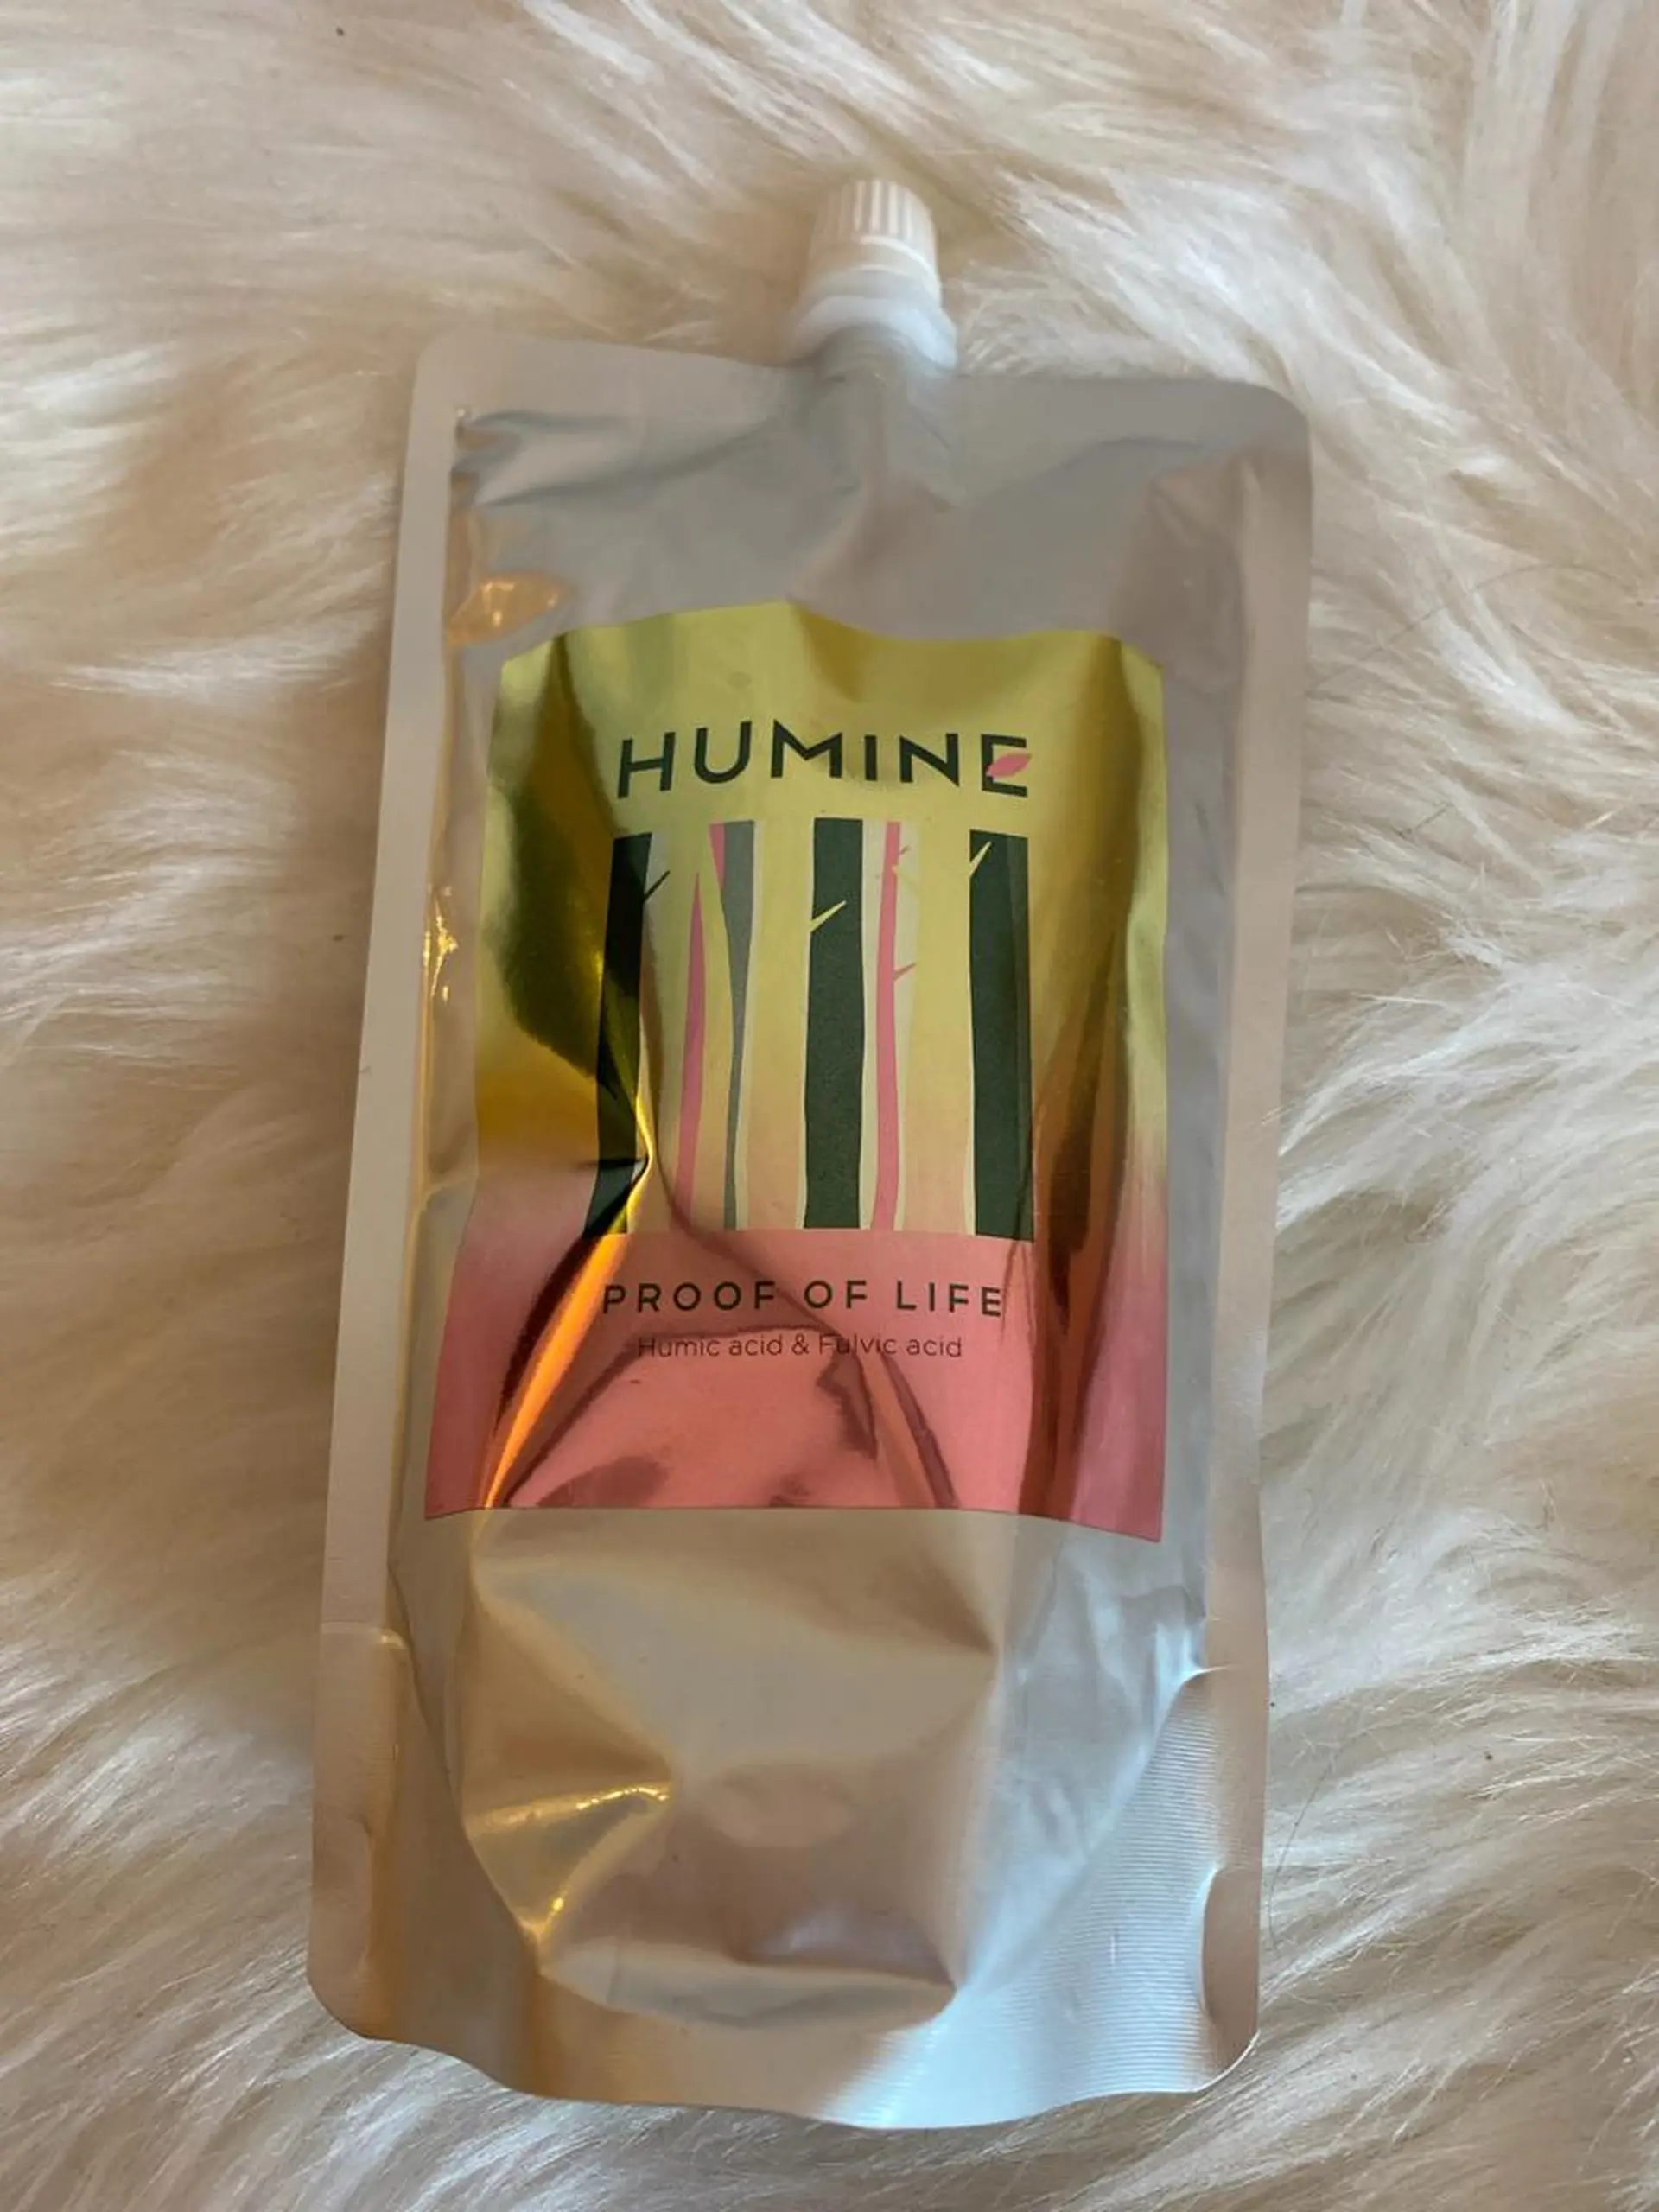 HUMINE
PROOF OF LIFE
Humic acid & Fulvic acid